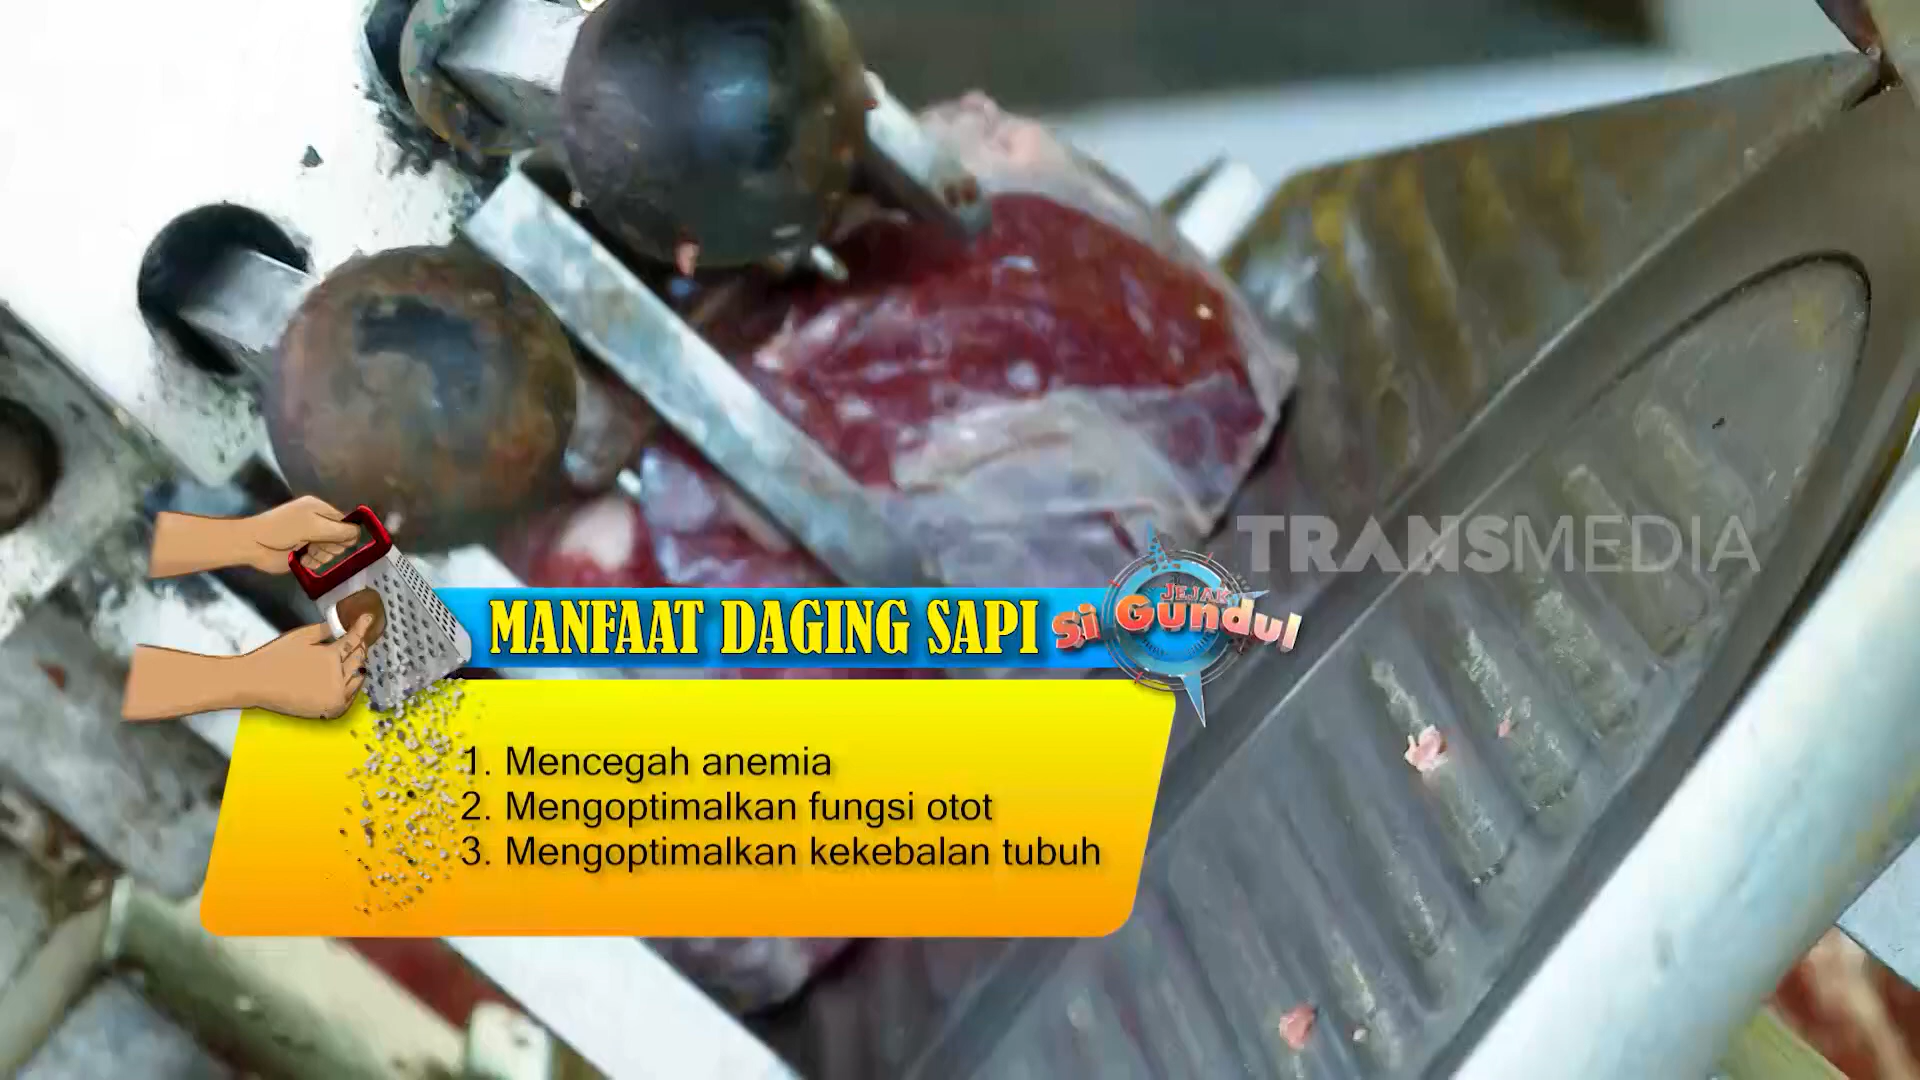 TRANSMEDIA
MANFAAT DAGING SAPI
JEJAK
Si Gundul
1. Mencegah anemia
2. Mengoptimalkan fungsi otot
3. Mengoptimalkan kekebalan tubuh